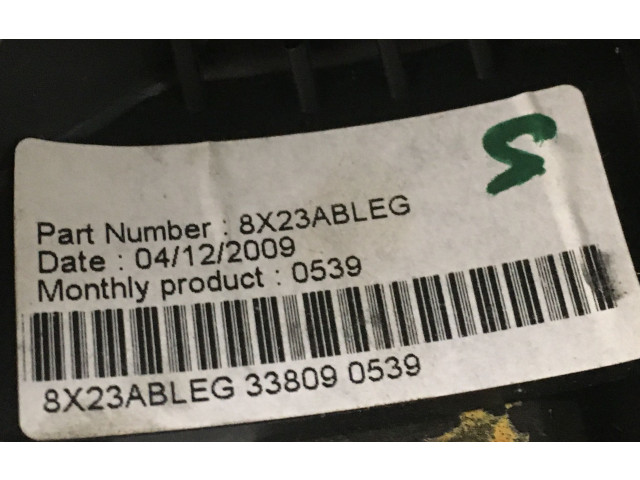 Part Number : 8X23ABLEG
Date : 04/12/2009
Monthly product : 0539
8X23ABLEG 33809 0539